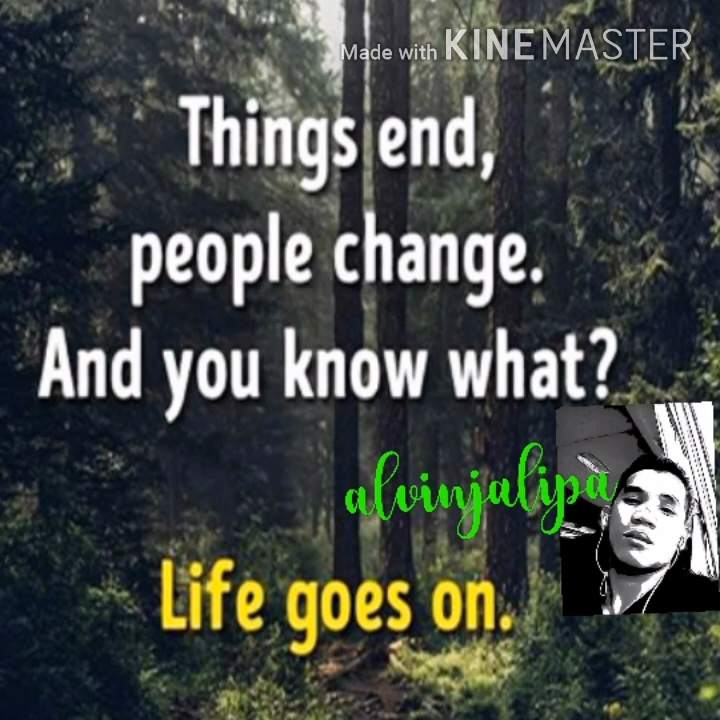 Made with KINEMASTER
Things end,
people change.
And you know what?
alvinjalipa
Life goes on.